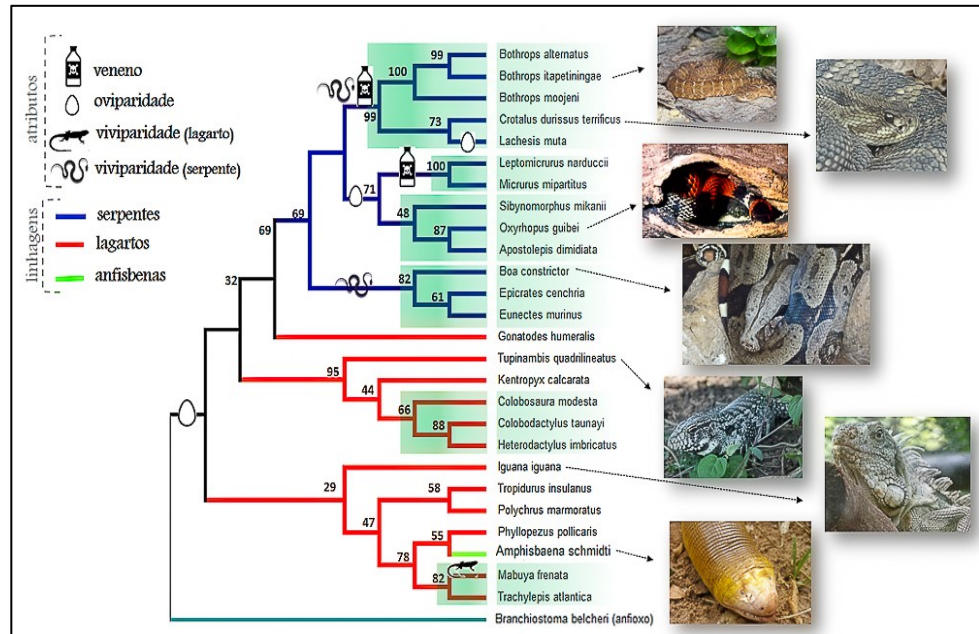 atributos
veneno
oviparidade
viviparidade (lagarto)
viviparidade (serpente)
linhagens
serpentes
lagartos
anfisbenas
99
100
99
73
100
71
48
87
69
82
61
69
32
95
44
66
88
29
58
47
55
78
82
Bothrops alternatus
Bothrops itapetiningae
Bothrops moojeni
Crotalus durissus terrificus
Lachesis muta
Leptomicrurus narduccii
Micrurus mipartitus
Sibynomorphus mikanii
Oxyrhopus guibei
Apostolepis dimidiata
Boa constrictor
Epicrates cenchria
Eunectes murinus
Gonatodes humeralis
Tupinambis quadrilineatus
Kentropyx calcarata
Colobosaura modesta
Colobodactylus taunayi
Heterodactylus imbricatus
Iguana iguana
Tropidurus insulanus
Polychrus marmoratus
Phyllopezus pollicaris
Amphisbaena schmidti
Mabuya frenata
Trachylepis atlantica
Branchiostoma belcheri (anfioxo)